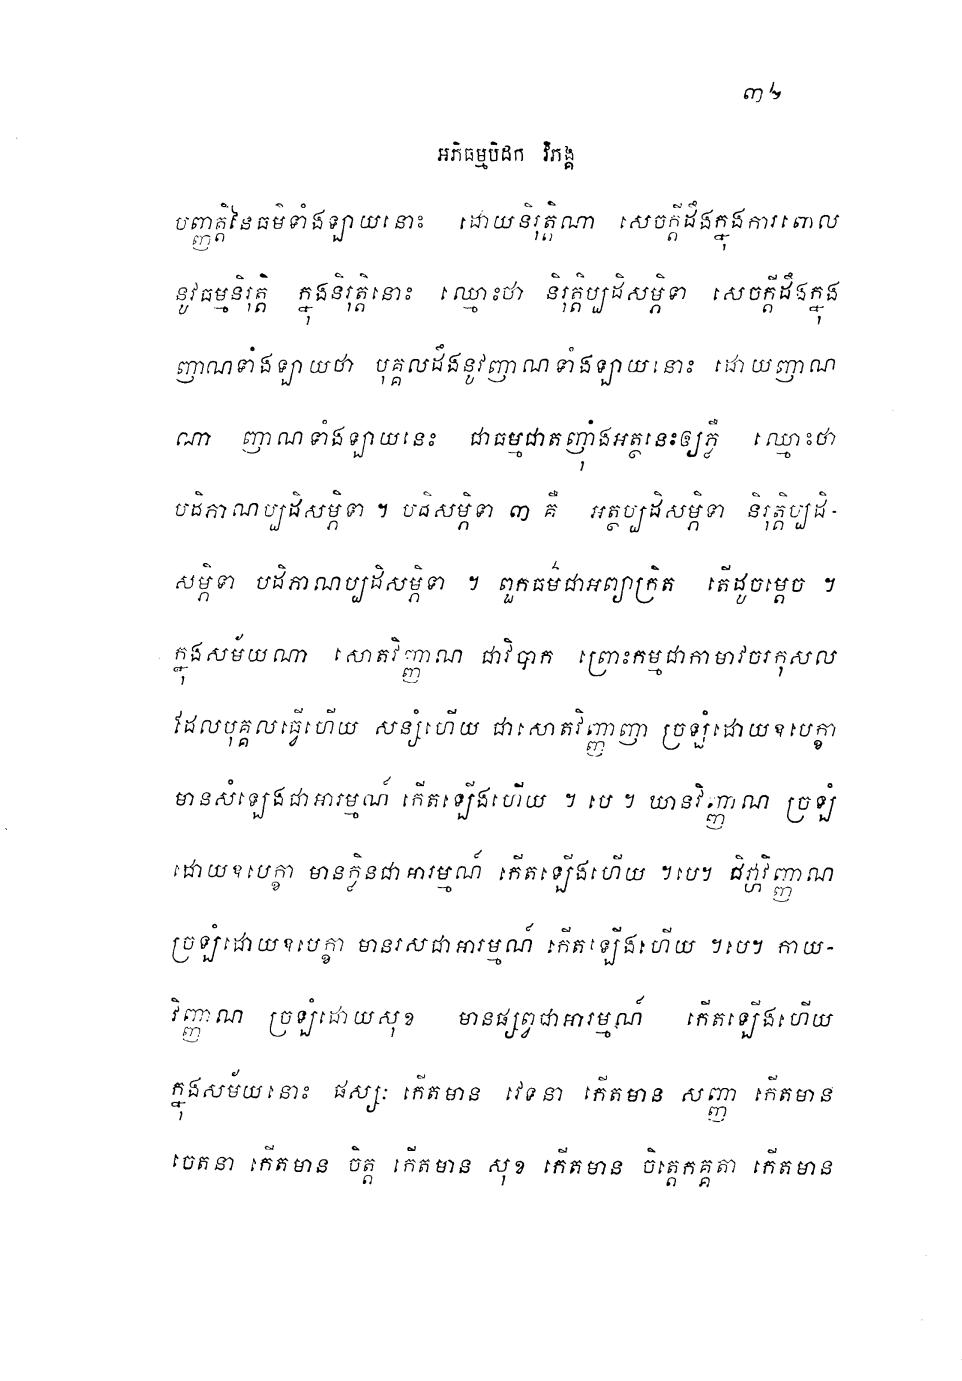 ៣៤
អភិធម្មបិដក វិភង្គ
បញ្ញត្តិនៃធម៌ទាំងឡាយនោះ ដោយនិរុត្តិណា សេចក្តីដឹងក្នុងការពោល
នូវធម្មនិរុត្តិ ក្នុងនិរុត្តិនោះ ឈ្មោះថា និរុត្តិប្បដិសម្ភិទា សេចក្តីដឹងក្នុង
ញាណទាំងឡាយថា បុគ្គលដឹងនូវញាណទាំងឡាយនោះ ដោយញាណ
ណា ញាណទាំងឡាយនេះ ជាធម្មជាតញ៉ាំងអត្ថនេះឲ្យភ្លឺ ឈ្មោះថា
បដិភាណប្បដិសម្ភិទា ។ បដិសម្ភិទា ៣ គឺ អត្ថប្បដិសម្ភិទា និរុត្តិប្បដិ-
សម្ភិទា បដិភាណប្បដិសម្ភិទា ។ ពួកធម៌ជាអព្យាក្រិត តើដូចម្តេច ។
ក្នុងសម័យណា សោតវិញ្ញាណ ជាវិបាក ព្រោះកម្មជាកាមាវចរកុសល
ដែលបុគ្គលធ្វើហើយ សន្សំហើយ ជាសោតវិញ្ញាញា ច្រឡំដោយឧបេក្ខា
មានសំឡេងជាអារម្មណ៍ កើតឡើងហើយ ។ បេ ។ ឃានវិញ្ញាណ ច្រឡំ
ដោយឧបេក្ខា មានក្លិនជាអារម្មណ៍ កើតឡើងហើយ ។បេ។ ជិវ្ហាវិញ្ញាណ
ច្រឡំដោយឧបេក្ខា មានរសជាអារម្មណ៍ កើតឡើងហើយ ។បេ។ កាយ-
វិញ្ញាណ ច្រឡំដោយសុខ មានផ្សព្វជាអារម្មណ៍ កើតឡើងហើយ
ក្នុងសម័យនោះ ផស្សៈ កើតមាន វេទនា កើតមាន សញ្ញា កើតមាន
ចេតនា កើតមាន ចិត្ត កើតមាន សុខ កើតមាន ចិត្តេកគ្គតា កើតមាន